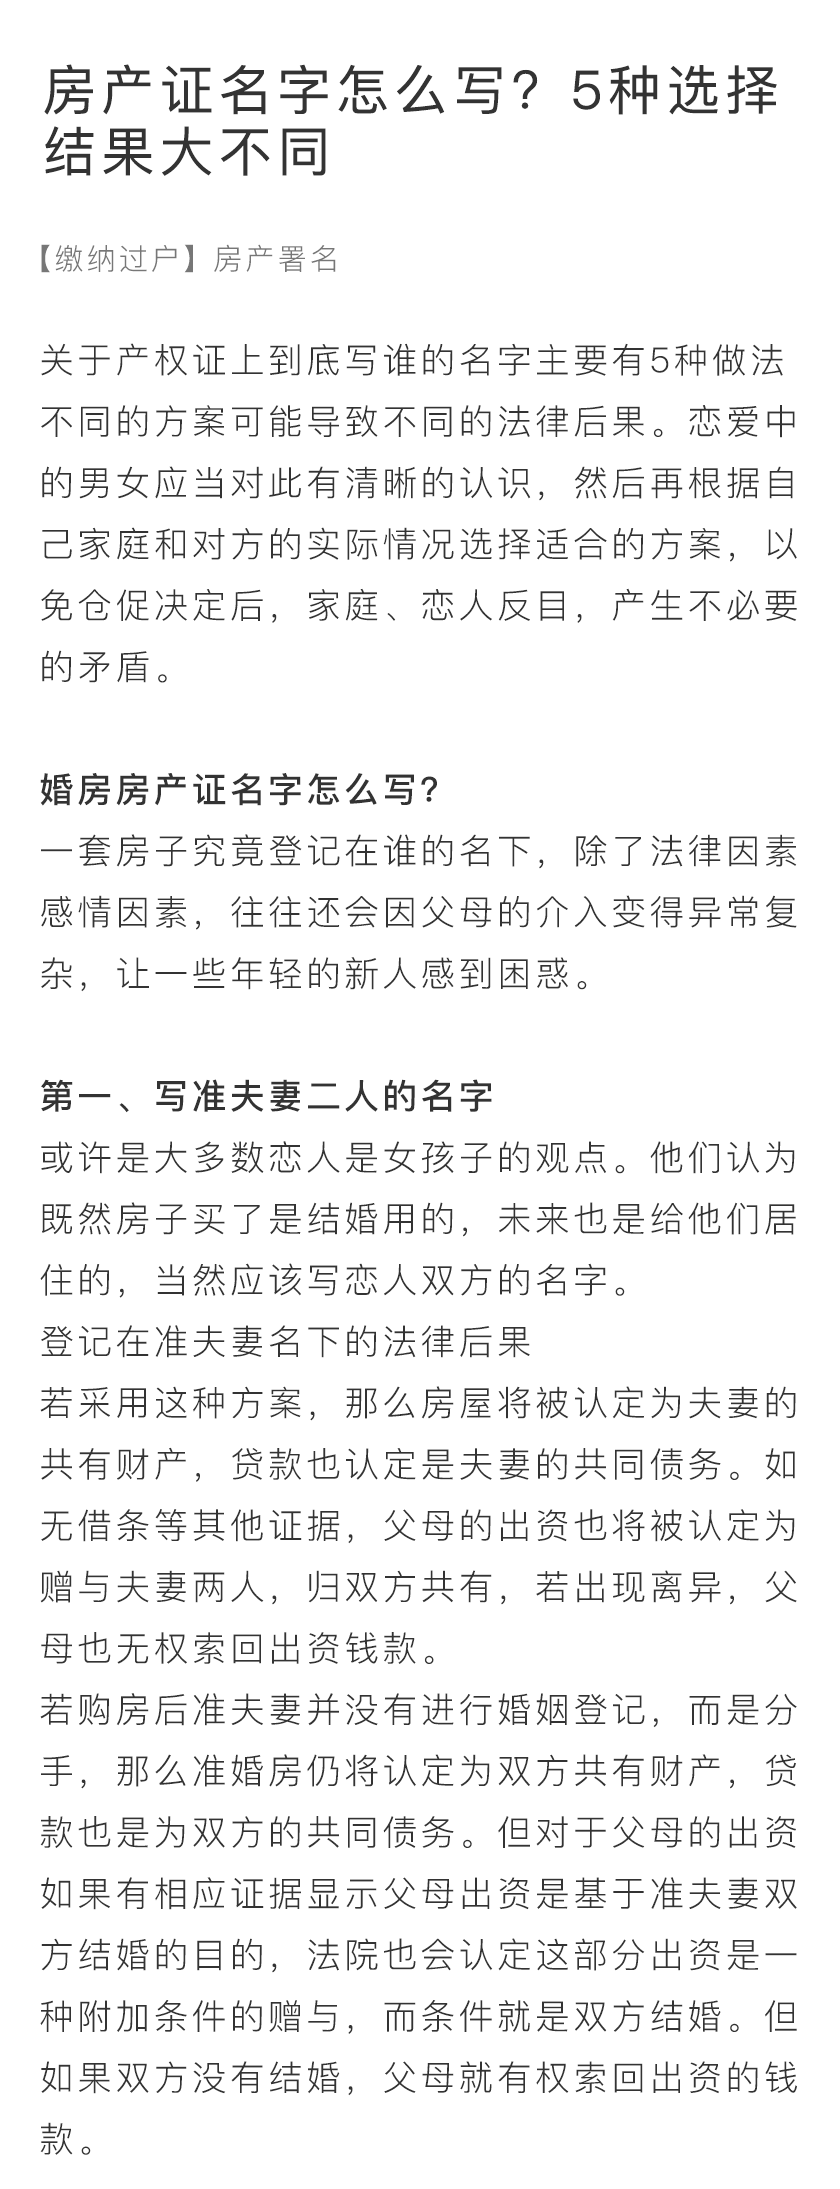 房产证名字怎么写？5种选择
结果大不同
【缴纳过户】房产署名
关于产权证上到底写谁的名字主要有5种做法
不同的方案可能导致不同的法律后果。恋爱中
的男女应当对此有清晰的认识，然后再根据自
己家庭和对方的实际情况选择适合的方案，以
免仓促决定后，家庭、恋人反目，产生不必要
的矛盾。
婚房房产证名字怎么写？
一套房子究竟登记在谁的名下，除了法律因素
感情因素，往往还会因父母的介入变得异常复
杂，让一些年轻的新人感到困惑。
第一、写准夫妻二人的名字
或许是大多数恋人是女孩子的观点。他们认为
既然房子买了是结婚用的，未来也是给他们居
住的，当然应该写恋人双方的名字。
登记在准夫妻名下的法律后果
若采用这种方案，那么房屋将被认定为夫妻的
共有财产，贷款也认定是夫妻的共同债务。如
无借条等其他证据，父母的出资也将被认定为
赠与夫妻两人，归双方共有，若出现离异，父
母也无权索回出资钱款。
若购房后准夫妻并没有进行婚姻登记，而是分
手，那么准婚房仍将认定为双方共有财产，贷
款也是为双方的共同债务。但对于父母的出资
如果有相应证据显示父母出资是基于准夫妻双
方结婚的目的，法院也会认定这部分出资是一
种附加条件的赠与，而条件就是双方结婚。但
如果双方没有结婚，父母就有权索回出资的钱
款。